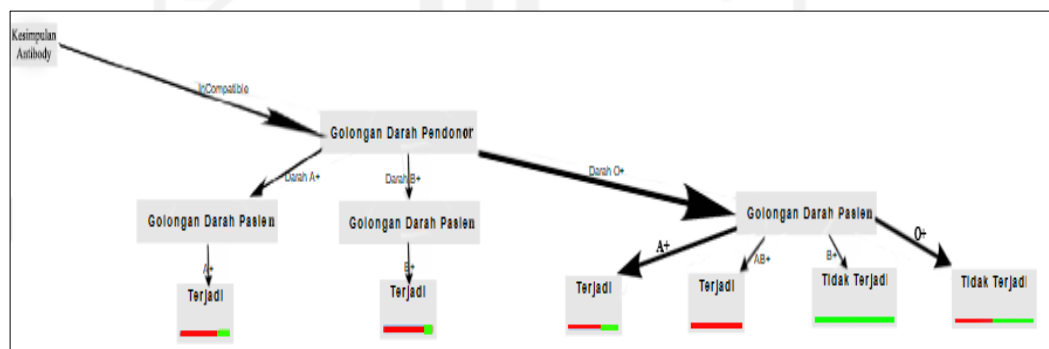 Kesimpulan
Antibody
InCompatible
Golongan Darah Pendonor
Darah A+
Darah B+
Darah O+
Golongan Darah Pasien
Golongan Darah Pasien
Golongan Darah Pasien
A+
B+
A+
AB+
B+
O+
Terjadi
Terjadi
Terjadi
Terjadi
Tidak Terjadi
Tidak Terjadi